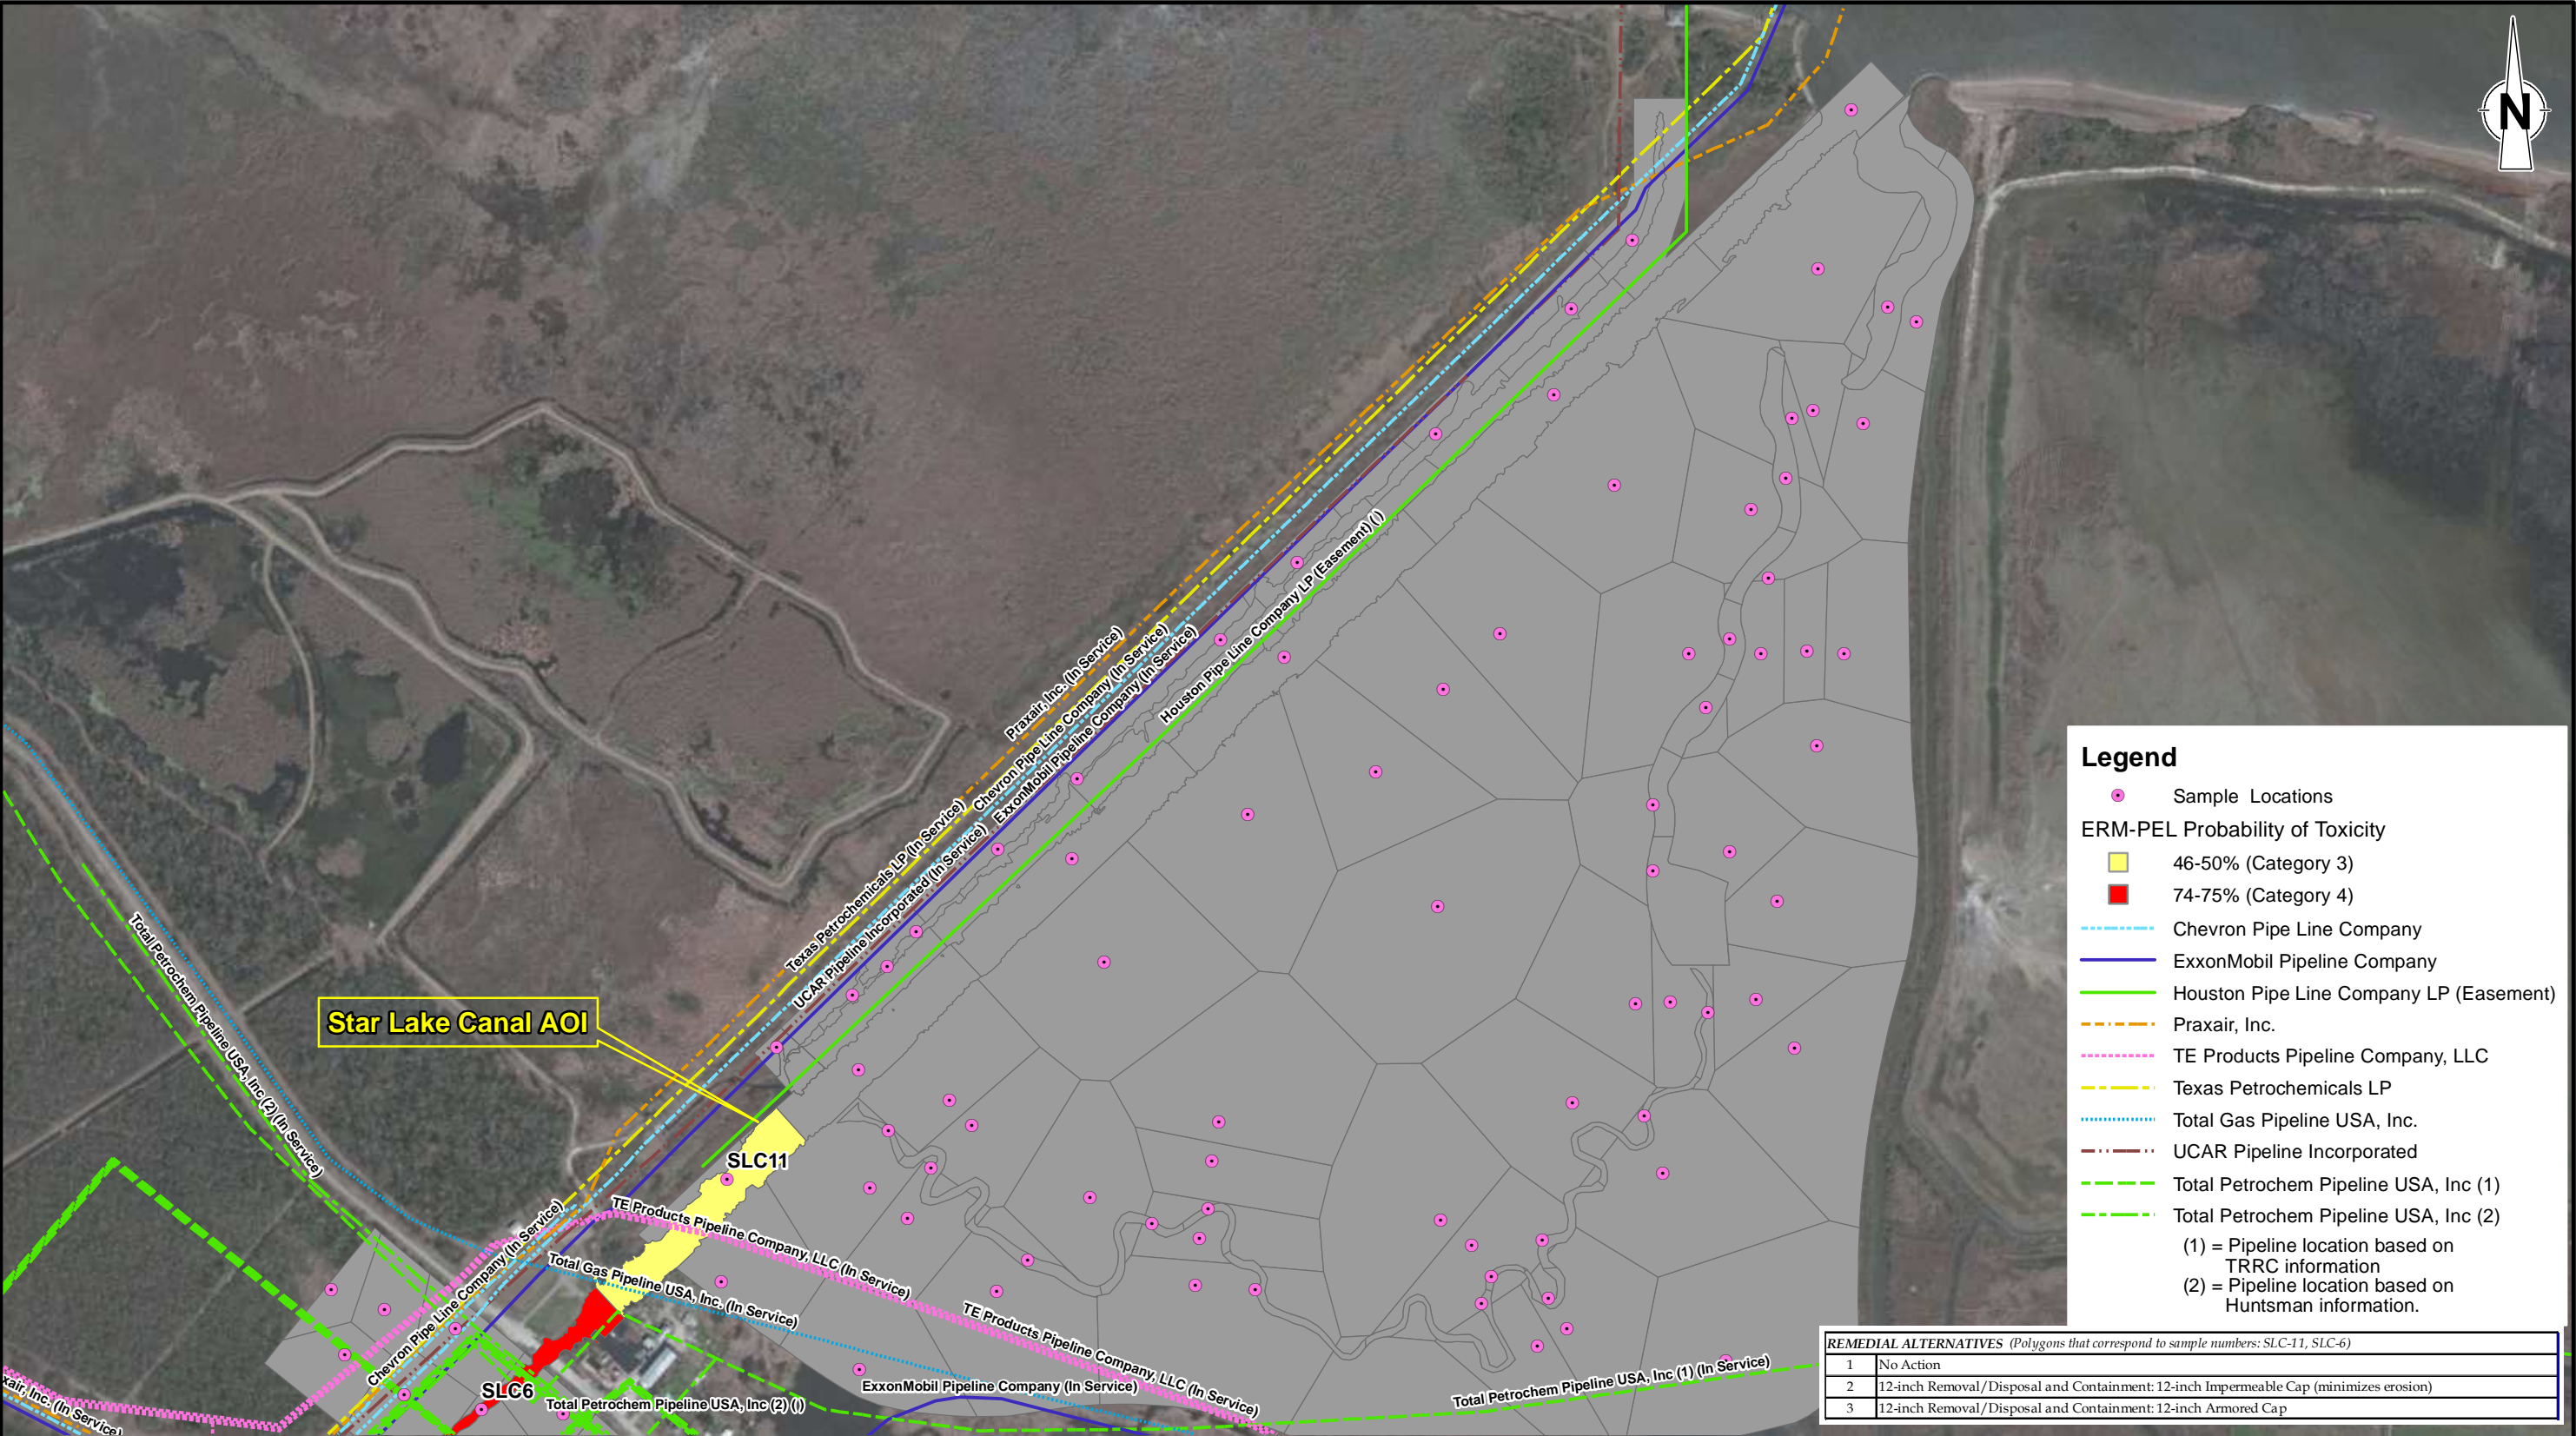 N
Praxair, Inc. (In Service)
Chevron Pipe Line Company (In Service)
ExxonMobil Pipeline Company (In Service)
Houston Pipe Line Company LP (Easement) ()
Texas Petrochemicals LP (In Service)
UCAR Pipeline Incorporated (In Service)
Total Petrochem Pipeline USA, Inc (2) (In Service)
Star Lake Canal AOI
SLC11
TE Products Pipeline Company, LLC (In Service)
Total Gas Pipeline USA, Inc. (In Service)
TE Products Pipeline Company, LLC (In Service)
Chevron Pipe Line Company (In Service)
SLC6
Total Petrochem Pipeline USA, Inc (2) ()
ExxonMobil Pipeline Company (In Service)
Total Petrochem Pipeline USA, Inc (1) (In Service)
xair, Inc. (In Service)
Legend
Sample Locations
ERM-PEL Probability of Toxicity
46-50% (Category 3)
74-75% (Category 4)
Chevron Pipe Line Company
ExxonMobil Pipeline Company
Houston Pipe Line Company LP (Easement)
Praxair, Inc.
TE Products Pipeline Company, LLC
Texas Petrochemicals LP
Total Gas Pipeline USA, Inc.
UCAR Pipeline Incorporated
Total Petrochem Pipeline USA, Inc (1)
Total Petrochem Pipeline USA, Inc (2)
(1) = Pipeline location based on
TRRC information
(2) = Pipeline location based on
Huntsman information.
REMEDIAL ALTERNATIVES (Polygons that correspond to sample numbers: SLC-11, SLC-6)
1 No Action
2 12-inch Removal/Disposal and Containment: 12-inch Impermeable Cap (minimizes erosion)
3 12-inch Removal/Disposal and Containment: 12-inch Armored Cap